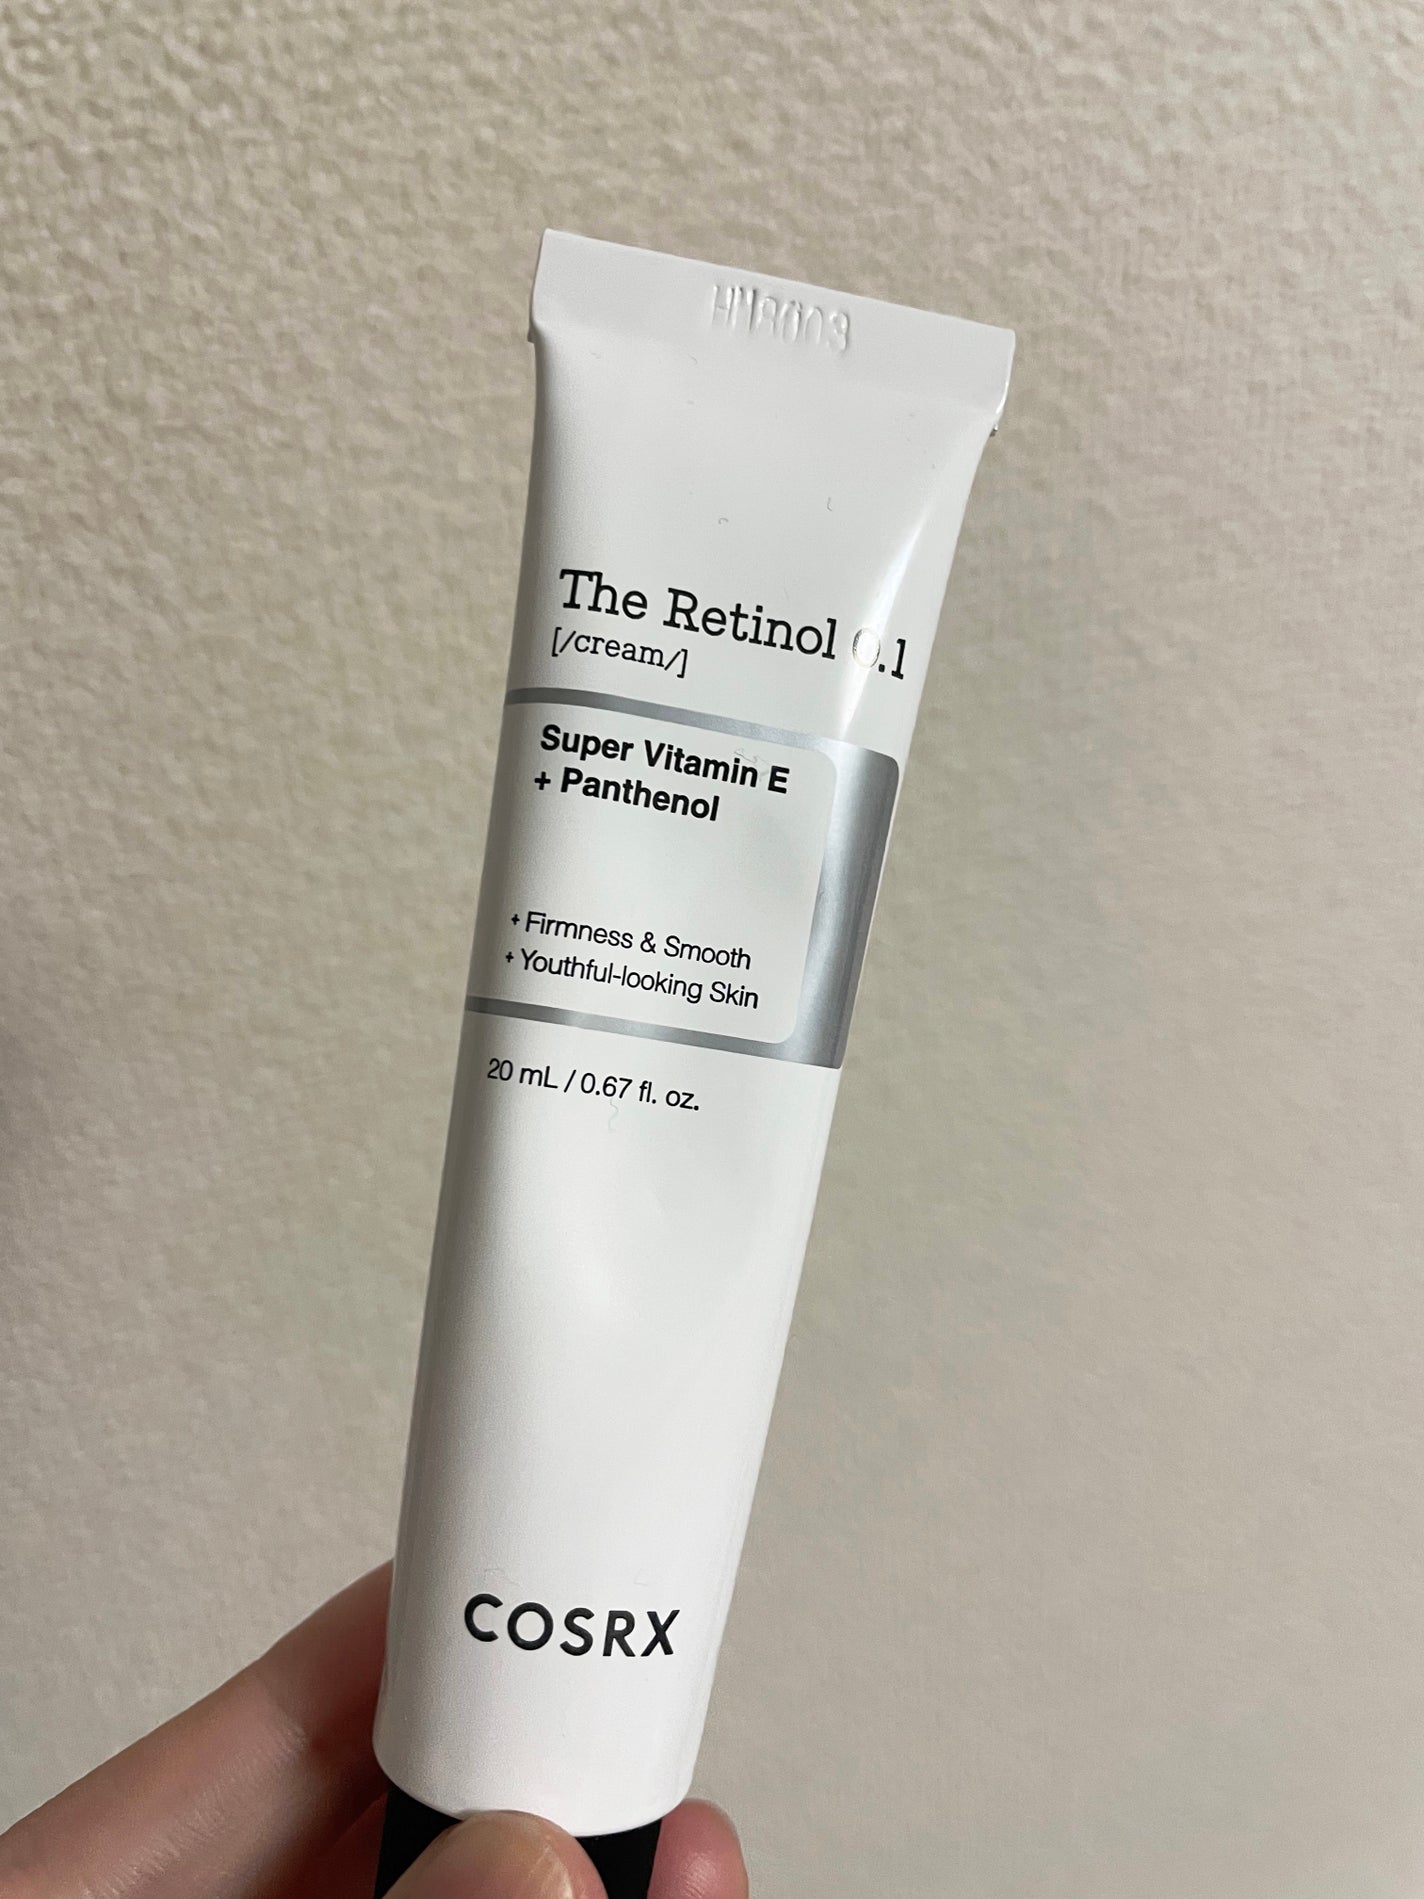 The Retinol 0.1
[/cream/]
Super Vitamin E
+ Panthenol
+ Firmness & Smooth
+ Youthful-looking Skin
20 mL / 0.67 fl. oz.
COSRX